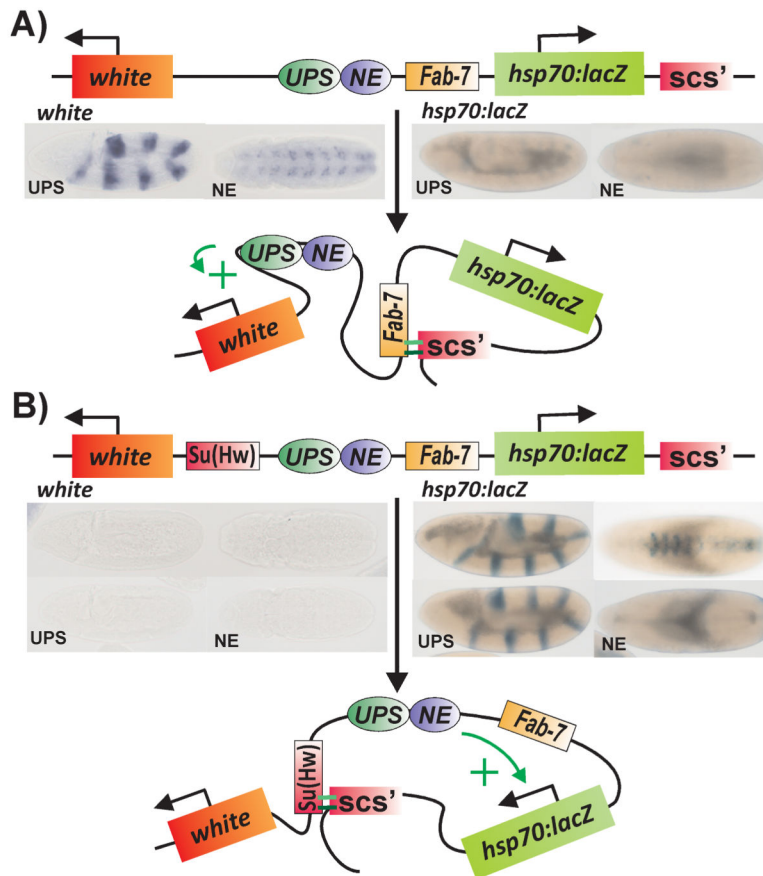 A)
white UPS NE Fab-7 hsp70:lacZ scs'
white hsp70:lacZ
UPS NE UPS NE
UPS NE
+
hsp70:lacZ
white
Fab-7
scs'
B)
white Su(Hw) UPS NE Fab-7 hsp70:lacZ scs'
white hsp70:lacZ
UPS NE UPS NE
UPS NE Fab-7
+
Su(Hw)
scs'
white
hsp70:lacZ